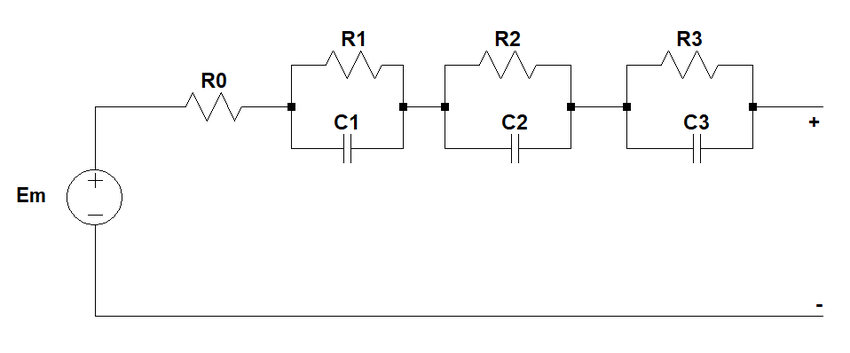 R1
R2
R3
R0
C1
C2
C3
+
Em
+
-
-